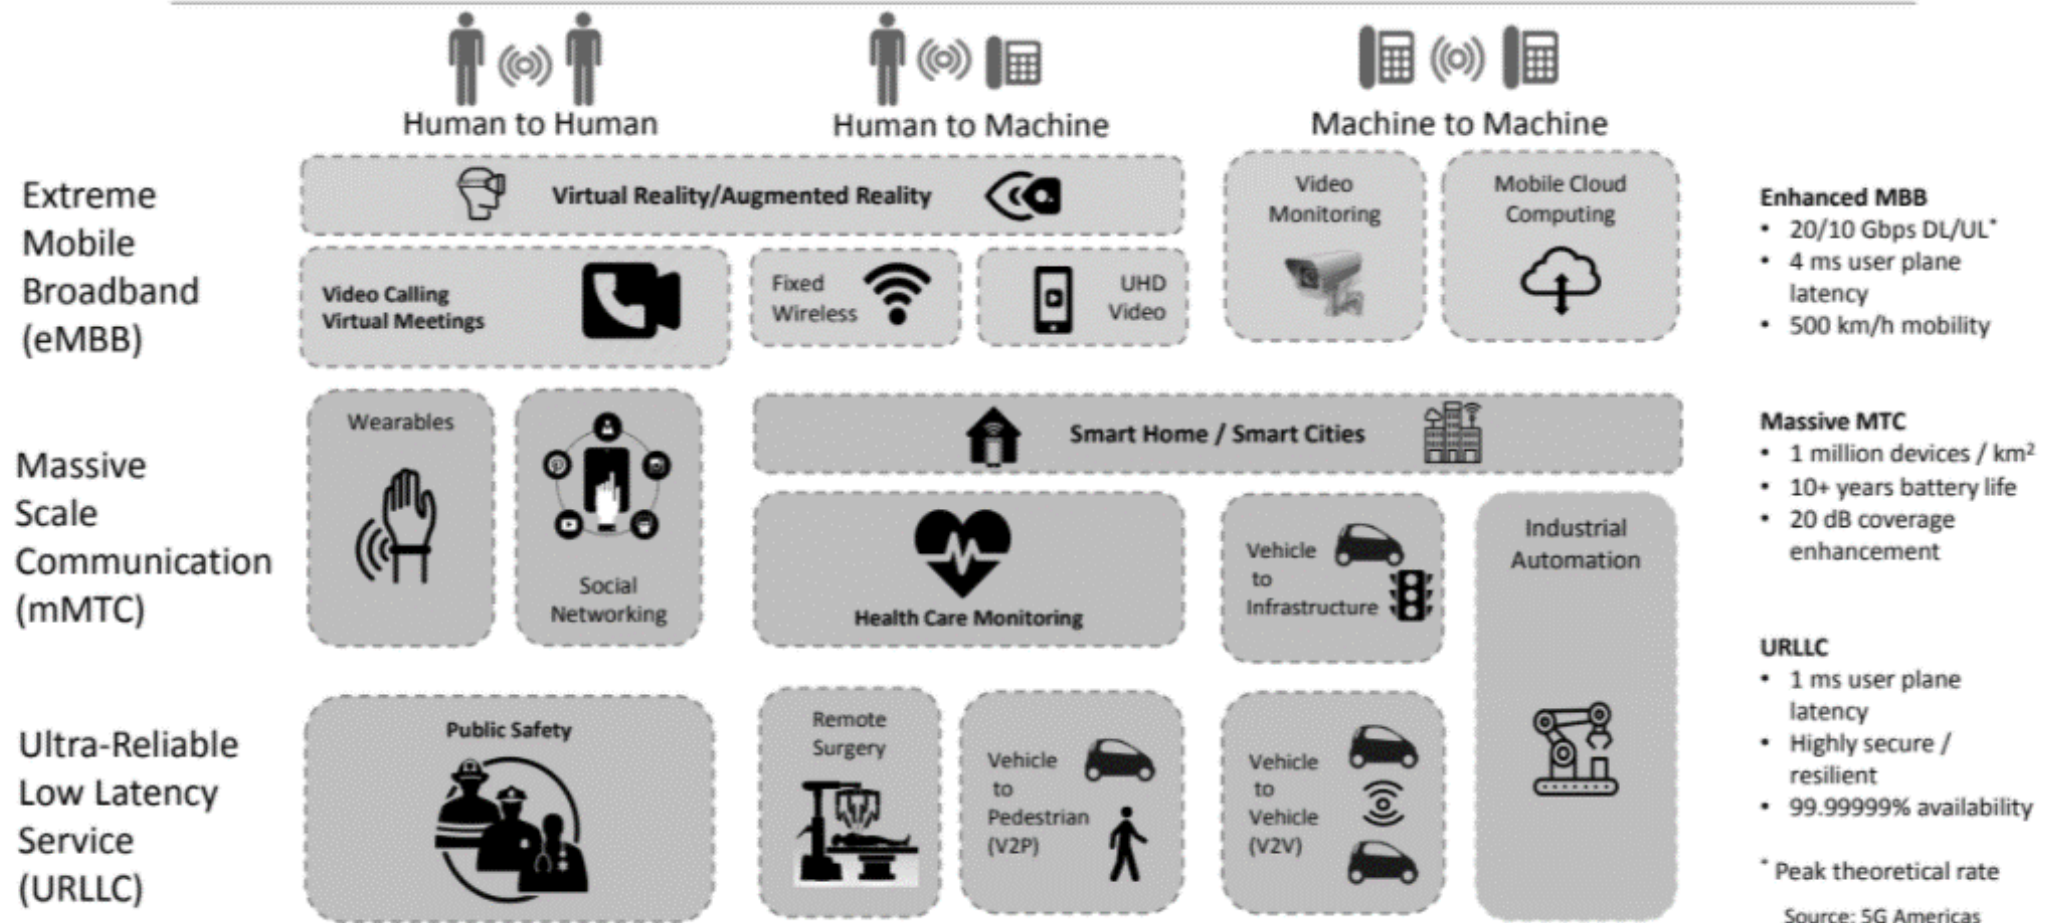 Human to Human
Human to Machine
Machine to Machine
Extreme
Mobile
Broadband
(eMBB)
Virtual Reality/Augmented Reality
Video Calling
Virtual Meetings
Fixed
Wireless
UHD
Video
Video
Monitoring
Mobile Cloud
Computing
Enhanced MBB
• 20/10 Gbps DL/UL*
• 4 ms user plane
latency
• 500 km/h mobility
Massive
Scale
Communication
(mMTC)
Wearables
Social
Networking
Smart Home / Smart Cities
Health Care Monitoring
Vehicle
to
Infrastructure
Industrial
Automation
Massive MTC
• 1 million devices / km²
• 10+ years battery life
• 20 dB coverage
enhancement
Ultra-Reliable
Low Latency
Service
(URLLC)
Public Safety
Remote
Surgery
Vehicle
to
Pedestrian
(V2P)
Vehicle
to
Vehicle
(V2V)
URLLC
• 1 ms user plane
latency
• Highly secure /
resilient
• 99.99999% availability
* Peak theoretical rate
Source: 5G Americas